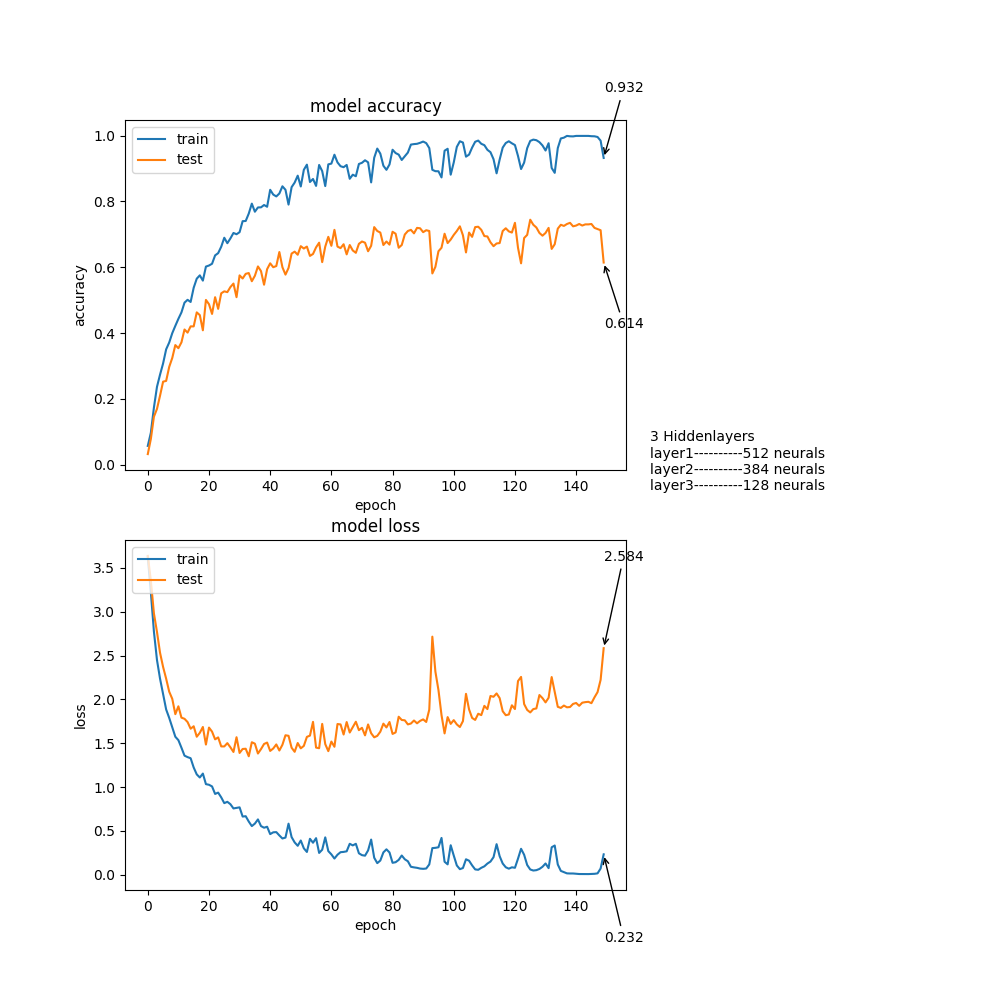 0.932
model accuracy
train
test
1.0
0.8
0.6
0.4
0.2
0.0
accuracy
0.614
0 20 40 60 80 100 120 140
epoch
3 Hiddenlayers
layer1----------512 neurals
layer2----------384 neurals
layer3----------128 neurals
model loss
train
test
2.584
3.5
3.0
2.5
2.0
1.5
1.0
0.5
0.0
loss
0 20 40 60 80 100 120 140
epoch
0.232